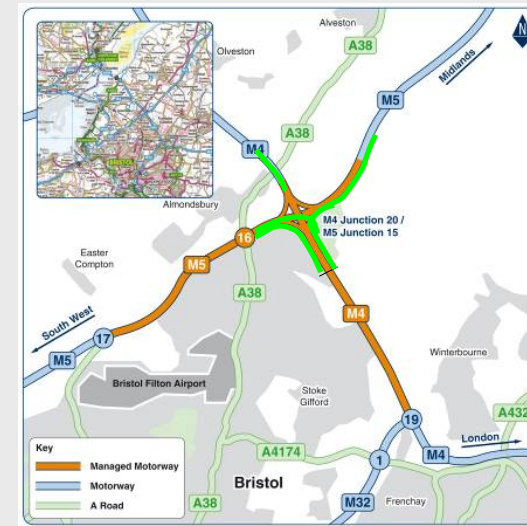 Alveston
A38
N
Olveston
Midlands
M5
A38
M4
Almondsbury
M4 Junction 20 /
M5 Junction 15
16
Easter
Compton
M5
A38
M4
South West
17
M5
Winterbourne
Bristol Filton Airport
Stoke
Gifford
A432
19
Key
Managed Motorway
Motorway
A Road
A4174
London
M4
1
Bristol
A38
M32
Frenchay